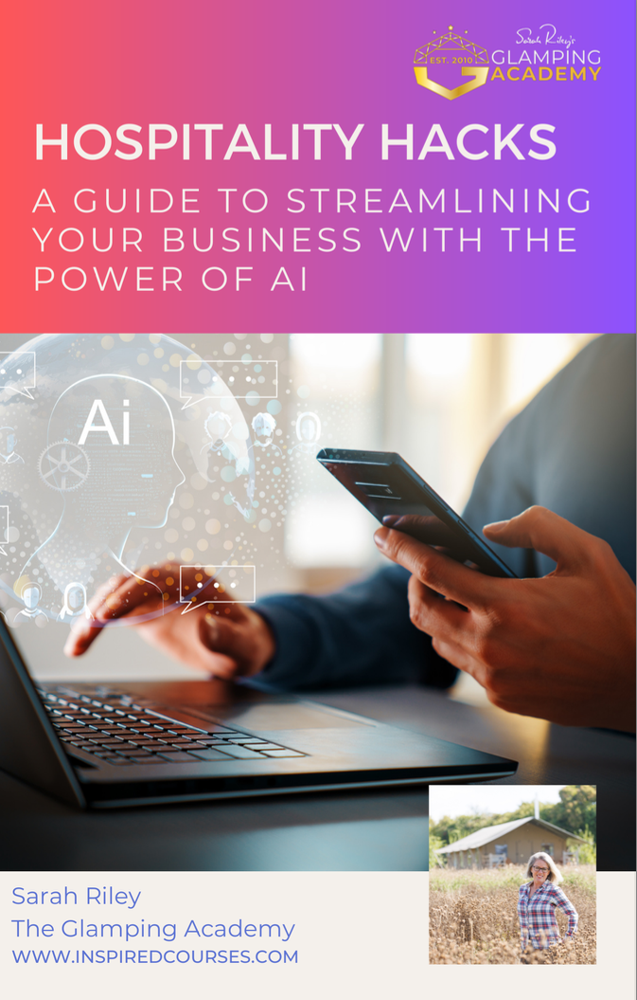 Sarah Riley's
EST. 2010
GLAMPING
ACADEMY
HOSPITALITY HACKS
A GUIDE TO STREAMLINING
YOUR BUSINESS WITH THE
POWER OF AI
Ai
Sarah Riley
The Glamping Academy
WWW.INSPIREDCOURSES.COM